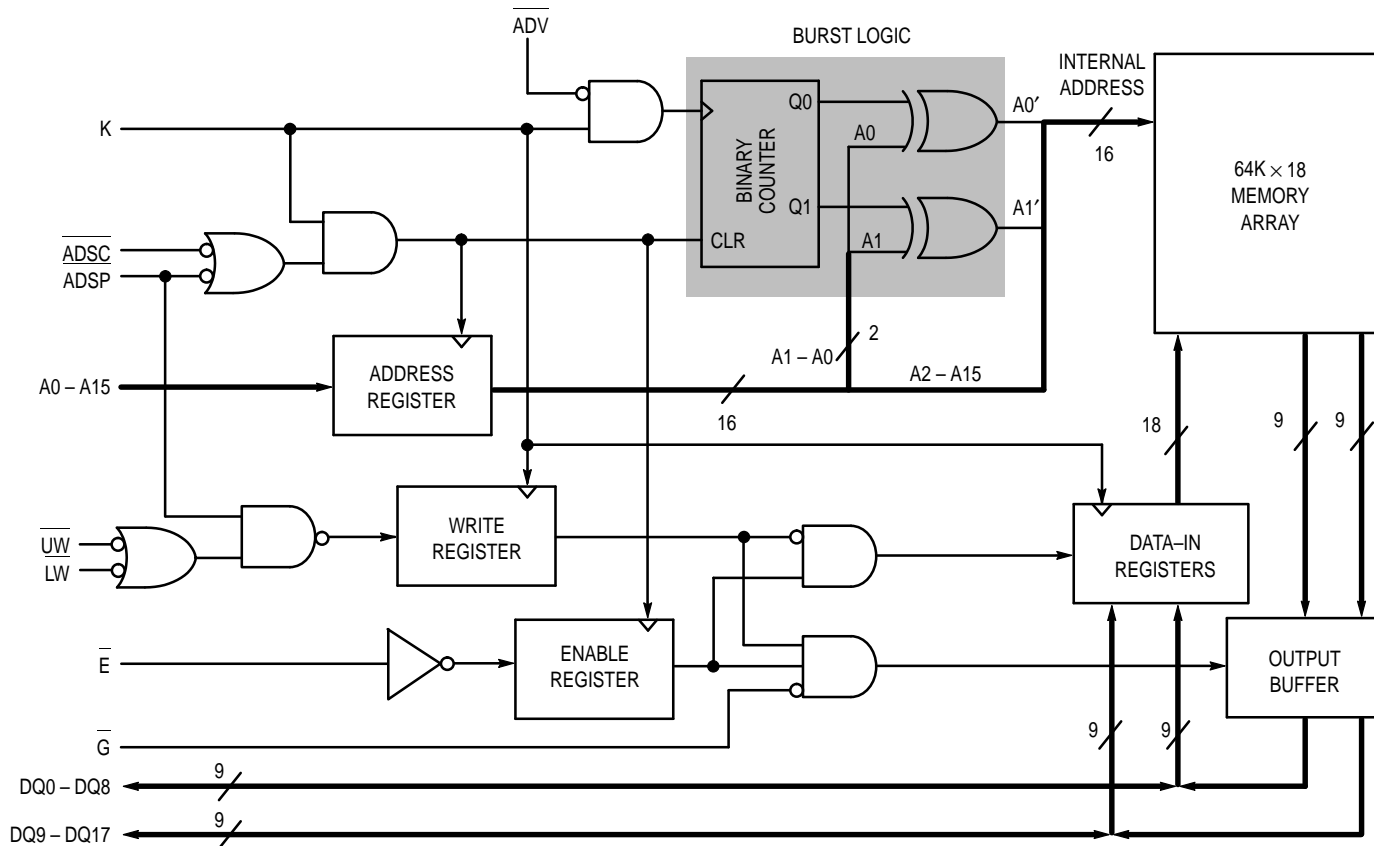 ADV
BURST LOGIC
K
BINARY
COUNTER
Q0
Q1
CLR
A0
A1
A0′
A1′
INTERNAL
ADDRESS
16
64K × 18
MEMORY
ARRAY
ADSC
ADSP
A0 – A15
ADDRESS
REGISTER
16
A1 – A0
2
A2 – A15
18
9
9
UW
LW
WRITE
REGISTER
DATA–IN
REGISTERS
E
ENABLE
REGISTER
OUTPUT
BUFFER
G
9
9
DQ0 – DQ8
9
DQ9 – DQ17
9